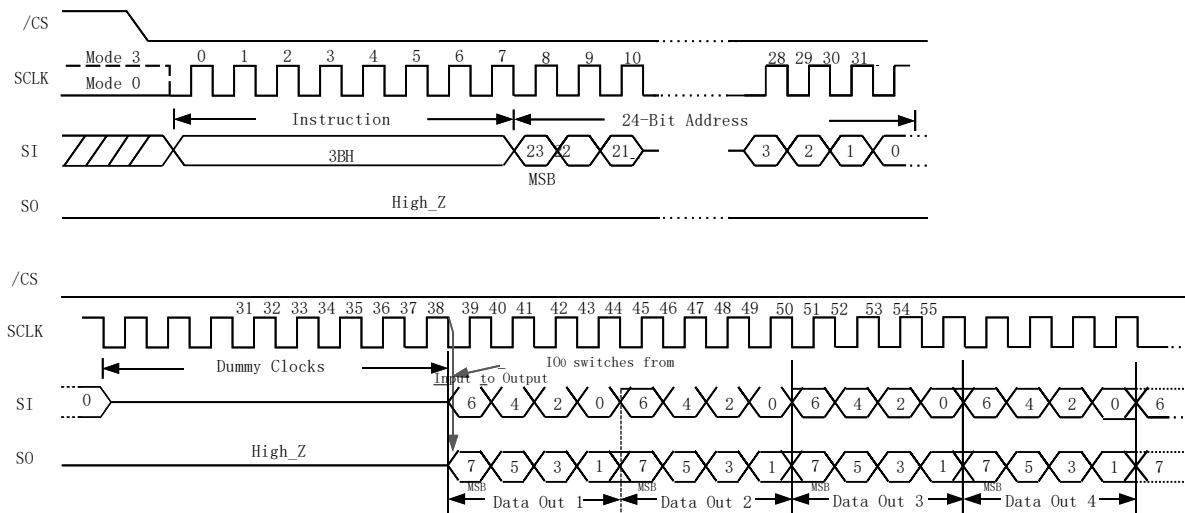 /CS
Mode 3 0 1 2 3 4 5 6 7 8 9 10 28 29 30 31
SCLK
Mode 0
Instruction 24-Bit Address
SI 3BH 23 22 21 3 2 1 0
MSB
SO High_Z
/CS
31 32 33 34 35 36 37 38 39 40 41 42 43 44 45 46 47 48 49 50 51 52 53 54 55
SCLK
Dummy Clocks IO0 switches from
Input to Output
SI 0 6 4 2 0 6 4 2 0 6 4 2 0 6 4 2 0 6
SO High_Z 7 5 3 1 7 5 3 1 7 5 3 1 7 5 3 1 7
MSB MSB MSB MSB
Data Out 1 Data Out 2 Data Out 3 Data Out 4